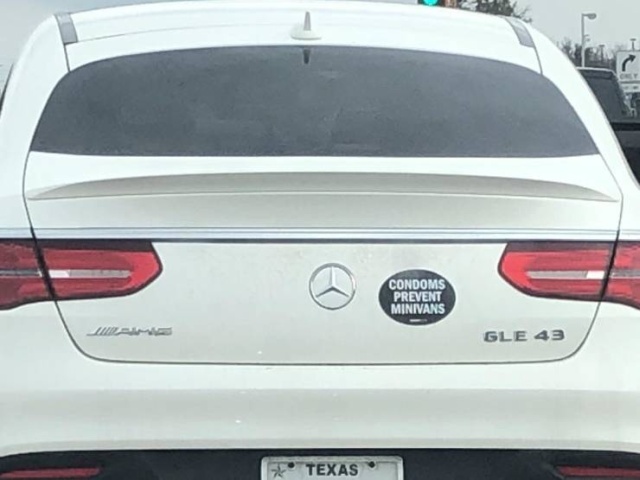 CONDOMS
PREVENT
MINIVANS
AMG
GLE 43
TEXAS